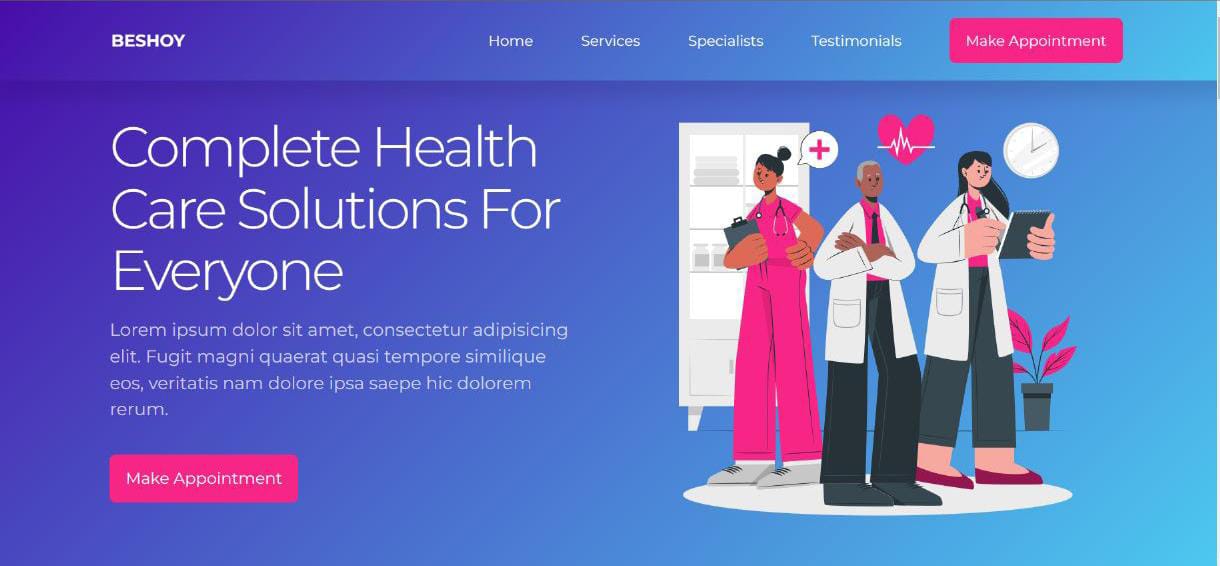 BESHOY
Home
Services
Specialists
Testimonials
Make Appointment
Complete Health
Care Solutions For
Everyone
Lorem ipsum dolor sit amet, consectetur adipisicing
elit. Fugit magni quaerat quasi tempore similique
eos, veritatis nam dolore ipsa saepe hic dolorem
rerum.
Make Appointment